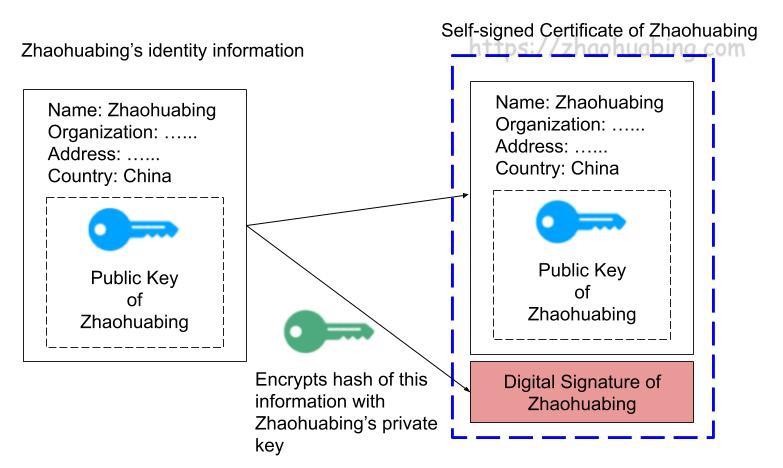 Zhaohuabing's identity information
Name: Zhaohuabing
Organization: …...
Address: …...
Country: China
Public Key
of
Zhaohuabing
Encrypts hash of this
information with
Zhaohuabing's private
key
Self-signed Certificate of Zhaohuabing
https://zhaohuabing.com
Name: Zhaohuabing
Organization: …...
Address: …...
Country: China
Public Key
of
Zhaohuabing
Digital Signature of
Zhaohuabing